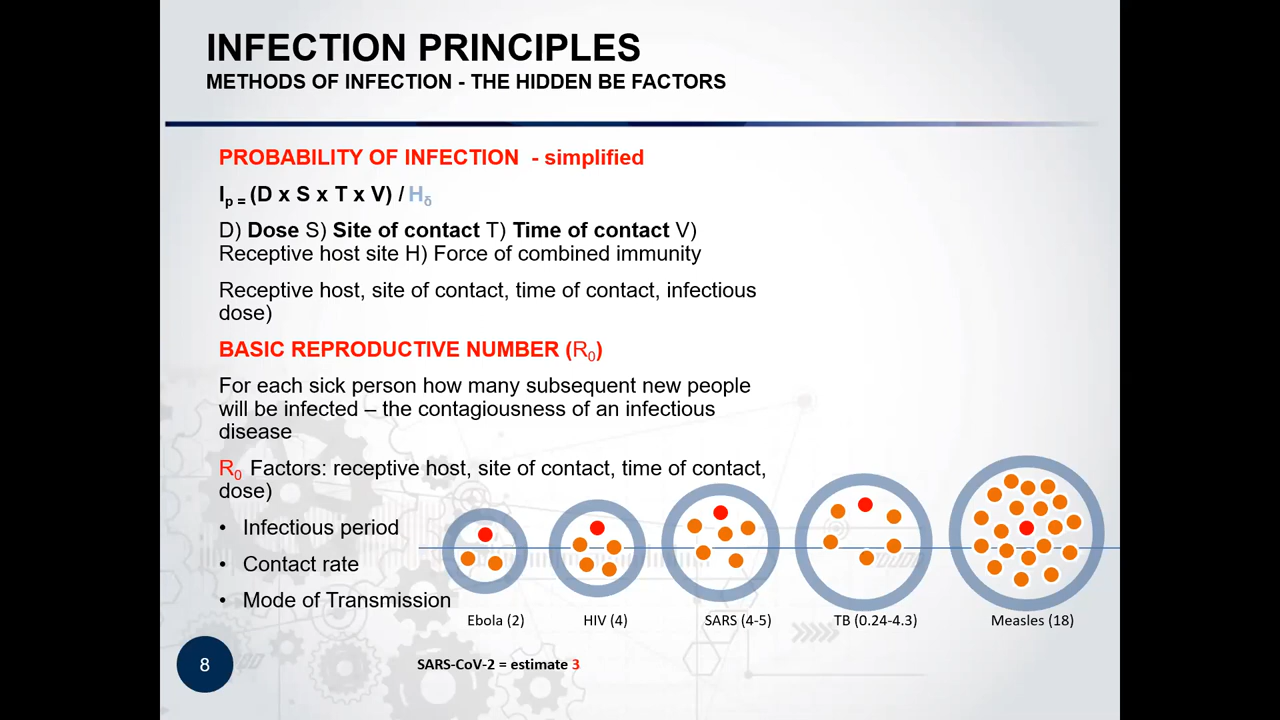 INFECTION PRINCIPLES
METHODS OF INFECTION - THE HIDDEN BE FACTORS
PROBABILITY OF INFECTION - simplified
Ip = (D x S x T x V) / Hδ
D) Dose S) Site of contact T) Time of contact V)
Receptive host site H) Force of combined immunity
Receptive host, site of contact, time of contact, infectious
dose)
BASIC REPRODUCTIVE NUMBER (R0)
For each sick person how many subsequent new people
will be infected – the contagiousness of an infectious
disease
R0 Factors: receptive host, site of contact, time of contact,
dose)
• Infectious period
• Contact rate
• Mode of Transmission
Ebola (2)
HIV (4)
SARS (4-5)
TB (0.24-4.3)
Measles (18)
8
SARS-CoV-2 = estimate 3